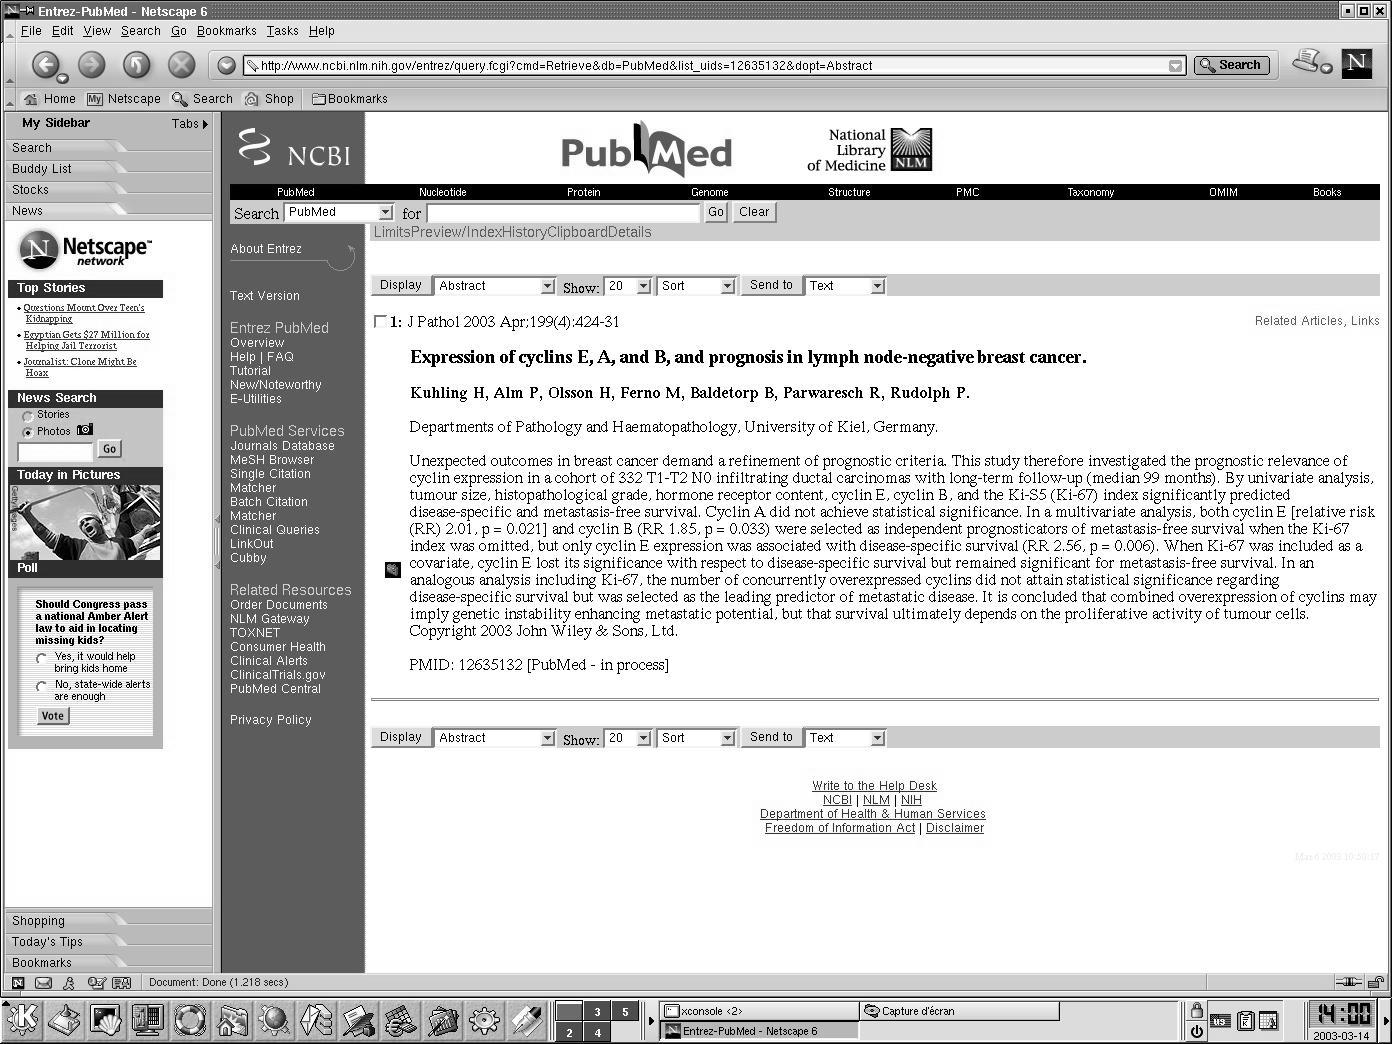 Entrez-PubMed - Netscape 6
File Edit View Search Go Bookmarks Tasks Help
http://www.ncbi.nlm.nih.gov/entrez/query.fcgi?cmd=Retrieve&db=PubMed&list_uids=12635132&dopt=Abstract
Search
N
Home My Netscape Search Shop Bookmarks
My Sidebar Tabs
Search
Buddy List
Stocks
News
N Netscape™
network
Top Stories
Questions Mount Over Teen's
Kidnapping
Egyptian Gets $27 Million for
Helping Jail Terrorist
Journalist: Clone Might Be
Hoax
News Search
Stories
Photos
Go
Today in Pictures
Poll
Should Congress pass
a national Amber Alert
law to aid in locating
missing kids?
Yes, it would help
bring kids home
No, state-wide alerts
are enough
Vote
Shopping
Today's Tips
Bookmarks
NCBI
PubMed
National
Library
of Medicine NLM
PubMed Nucleotide Protein Genome Structure PMC Taxonomy OMIM Books
Search PubMed for Go Clear
LimitsPreview/IndexHistoryClipboardDetails
About Entrez
Text Version
Entrez PubMed
Overview
Help | FAQ
Tutorial
New/Noteworthy
E-Utilities
PubMed Services
Journals Database
MeSH Browser
Single Citation
Matcher
Batch Citation
Matcher
Clinical Queries
LinkOut
Cubby
Related Resources
Order Documents
NLM Gateway
TOXNET
Consumer Health
Clinical Alerts
ClinicalTrials.gov
PubMed Central
Privacy Policy
Display Abstract Show: 20 Sort Send to Text
1: J Pathol 2003 Apr;199(4):424-31 Related Articles, Links
Expression of cyclins E, A, and B, and prognosis in lymph node-negative breast cancer.
Kuhling H, Alm P, Olsson H, Ferno M, Baldetorp B, Parwaresch R, Rudolph P.
Departments of Pathology and Haematopathology, University of Kiel, Germany.
Unexpected outcomes in breast cancer demand a refinement of prognostic criteria. This study therefore investigated the prognostic relevance of
cyclin expression in a cohort of 332 T1-T2 N0 infiltrating ductal carcinomas with long-term follow-up (median 99 months). By univariate analysis,
tumour size, histopathological grade, hormone receptor content, cyclin E, cyclin B, and the Ki-S5 (Ki-67) index significantly predicted
disease-specific and metastasis-free survival. Cyclin A did not achieve statistical significance. In a multivariate analysis, both cyclin E [relative risk
(RR) 2.01, p = 0.021] and cyclin B (RR 1.85, p = 0.033) were selected as independent prognosticators of metastasis-free survival when the Ki-67
index was omitted, but only cyclin E expression was associated with disease-specific survival (RR 2.56, p = 0.006). When Ki-67 was included as a
covariate, cyclin E lost its significance with respect to disease-specific survival but remained significant for metastasis-free survival. In an
analogous analysis including Ki-67, the number of concurrently overexpressed cyclins did not attain statistical significance regarding
disease-specific survival but was selected as the leading predictor of metastatic disease. It is concluded that combined overexpression of cyclins may
imply genetic instability enhancing metastatic potential, but that survival ultimately depends on the proliferative activity of tumour cells.
Copyright 2003 John Wiley & Sons, Ltd.
PMID: 12635132 [PubMed - in process]
Display Abstract Show: 20 Sort Send to Text
Write to the Help Desk
NCBI | NLM | NIH
Department of Health & Human Services
Freedom of Information Act | Disclaimer
Mar 6 2003 10:50:17
Document: Done (1.218 secs)
3 5
2 4
xconsole <2> Capture d'écran
Entrez-PubMed - Netscape 6
us
14:00
2003-03-14